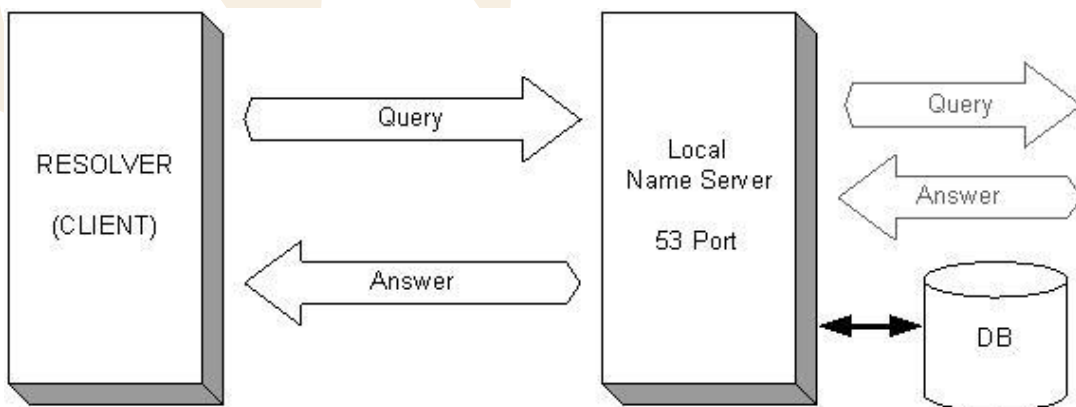 RESOLVER
(CLIENT)
Query
Answer
Local
Name Server
53 Port
Query
Answer
DB